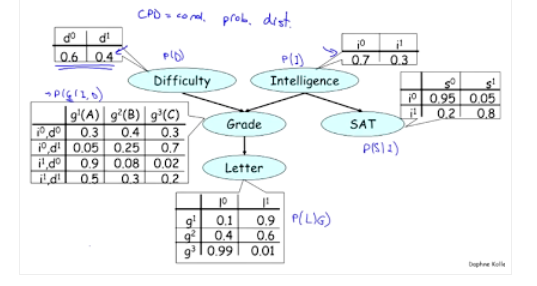 CPD = cond. prob. dist.
d⁰ d¹
0.6 0.4
P(D)
P(I)
i⁰ i¹
0.7 0.3
Difficulty
Intelligence
s⁰ s¹
i⁰ 0.95 0.05
i¹ 0.2 0.8
→P(G|I,D)
g¹(A) g²(B) g³(C)
i⁰,d⁰ 0.3 0.4 0.3
i⁰,d¹ 0.05 0.25 0.7
i¹,d⁰ 0.9 0.08 0.02
i¹,d¹ 0.5 0.3 0.2
Grade
SAT
P(S|I)
Letter
l⁰ l¹
g¹ 0.1 0.9
g² 0.4 0.6
g³ 0.99 0.01
P(L|G)
Daphne Kolle